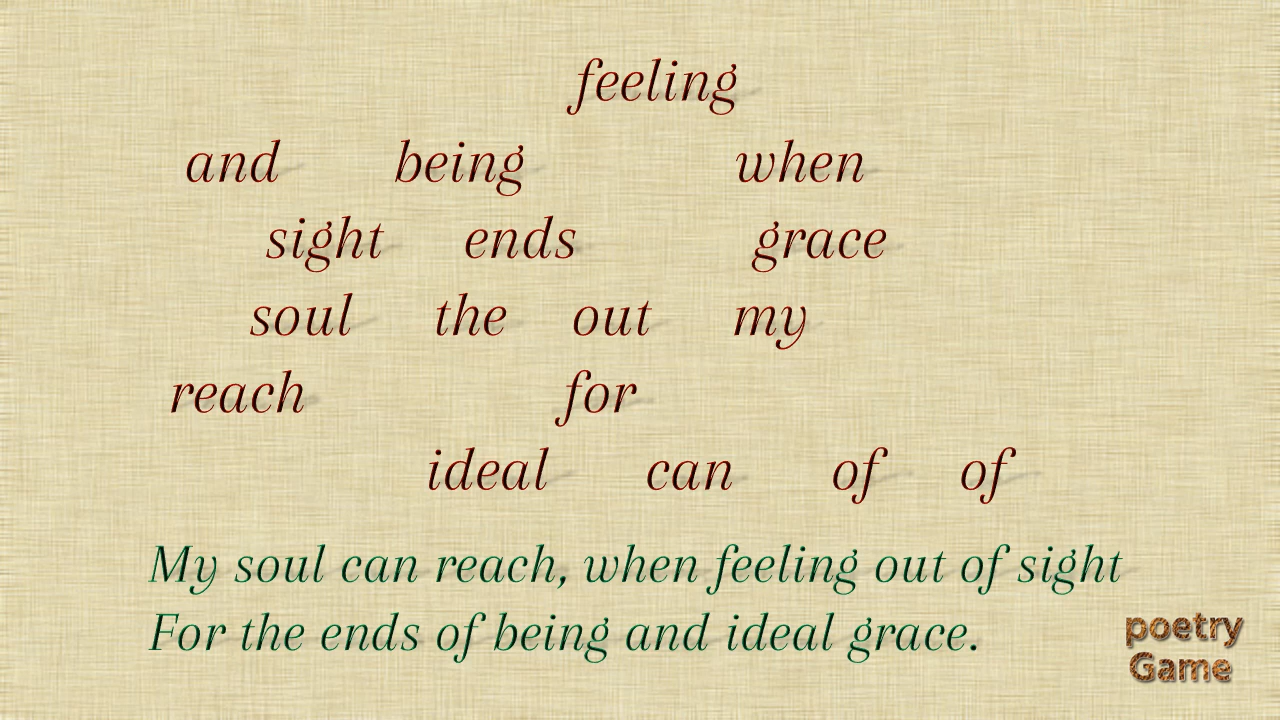 feeling
and being when
sight ends grace
soul the out my
reach for
ideal can of of
My soul can reach, when feeling out of sight
For the ends of being and ideal grace.
poetry
Game